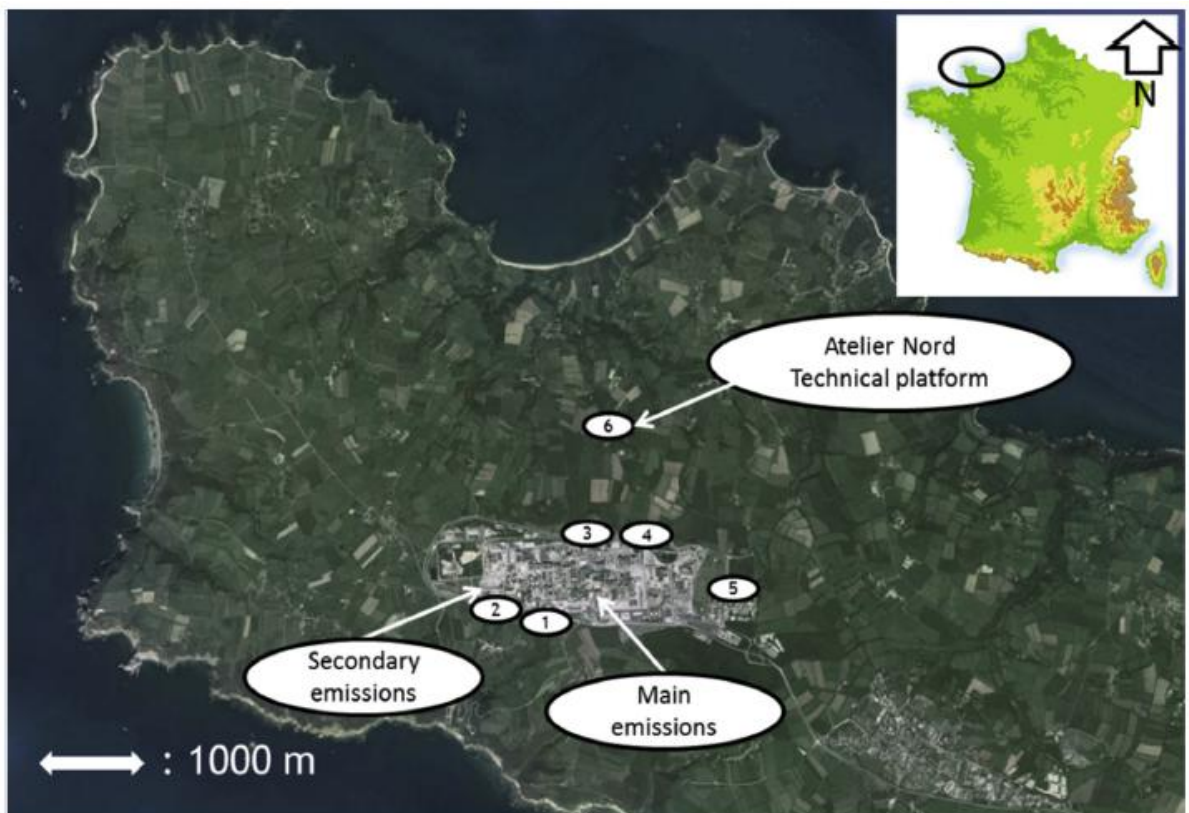 N
Atelier Nord
Technical platform
6
3
4
5
2
1
Secondary
emissions
Main
emissions
: 1000 m